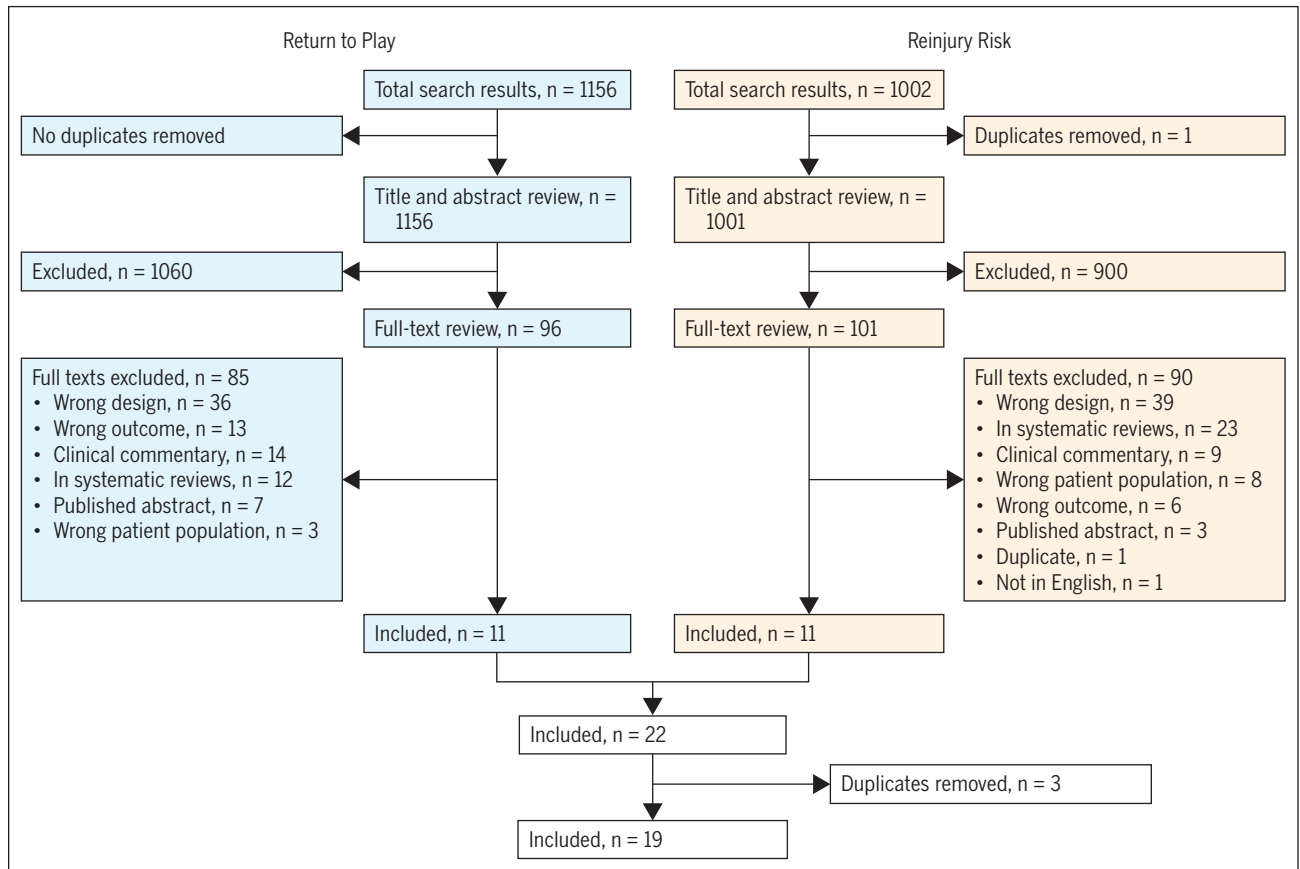 Return to Play
Reinjury Risk
Total search results, n = 1156
Total search results, n = 1002
No duplicates removed
Duplicates removed, n = 1
Title and abstract review, n =
1156
Title and abstract review, n =
1001
Excluded, n = 1060
Excluded, n = 900
Full-text review, n = 96
Full-text review, n = 101
Full texts excluded, n = 85
• Wrong design, n = 36
• Wrong outcome, n = 13
• Clinical commentary, n = 14
• In systematic reviews, n = 12
• Published abstract, n = 7
• Wrong patient population, n = 3
Full texts excluded, n = 90
• Wrong design, n = 39
• In systematic reviews, n = 23
• Clinical commentary, n = 9
• Wrong patient population, n = 8
• Wrong outcome, n = 6
• Published abstract, n = 3
• Duplicate, n = 1
• Not in English, n = 1
Included, n = 11
Included, n = 11
Included, n = 22
Duplicates removed, n = 3
Included, n = 19